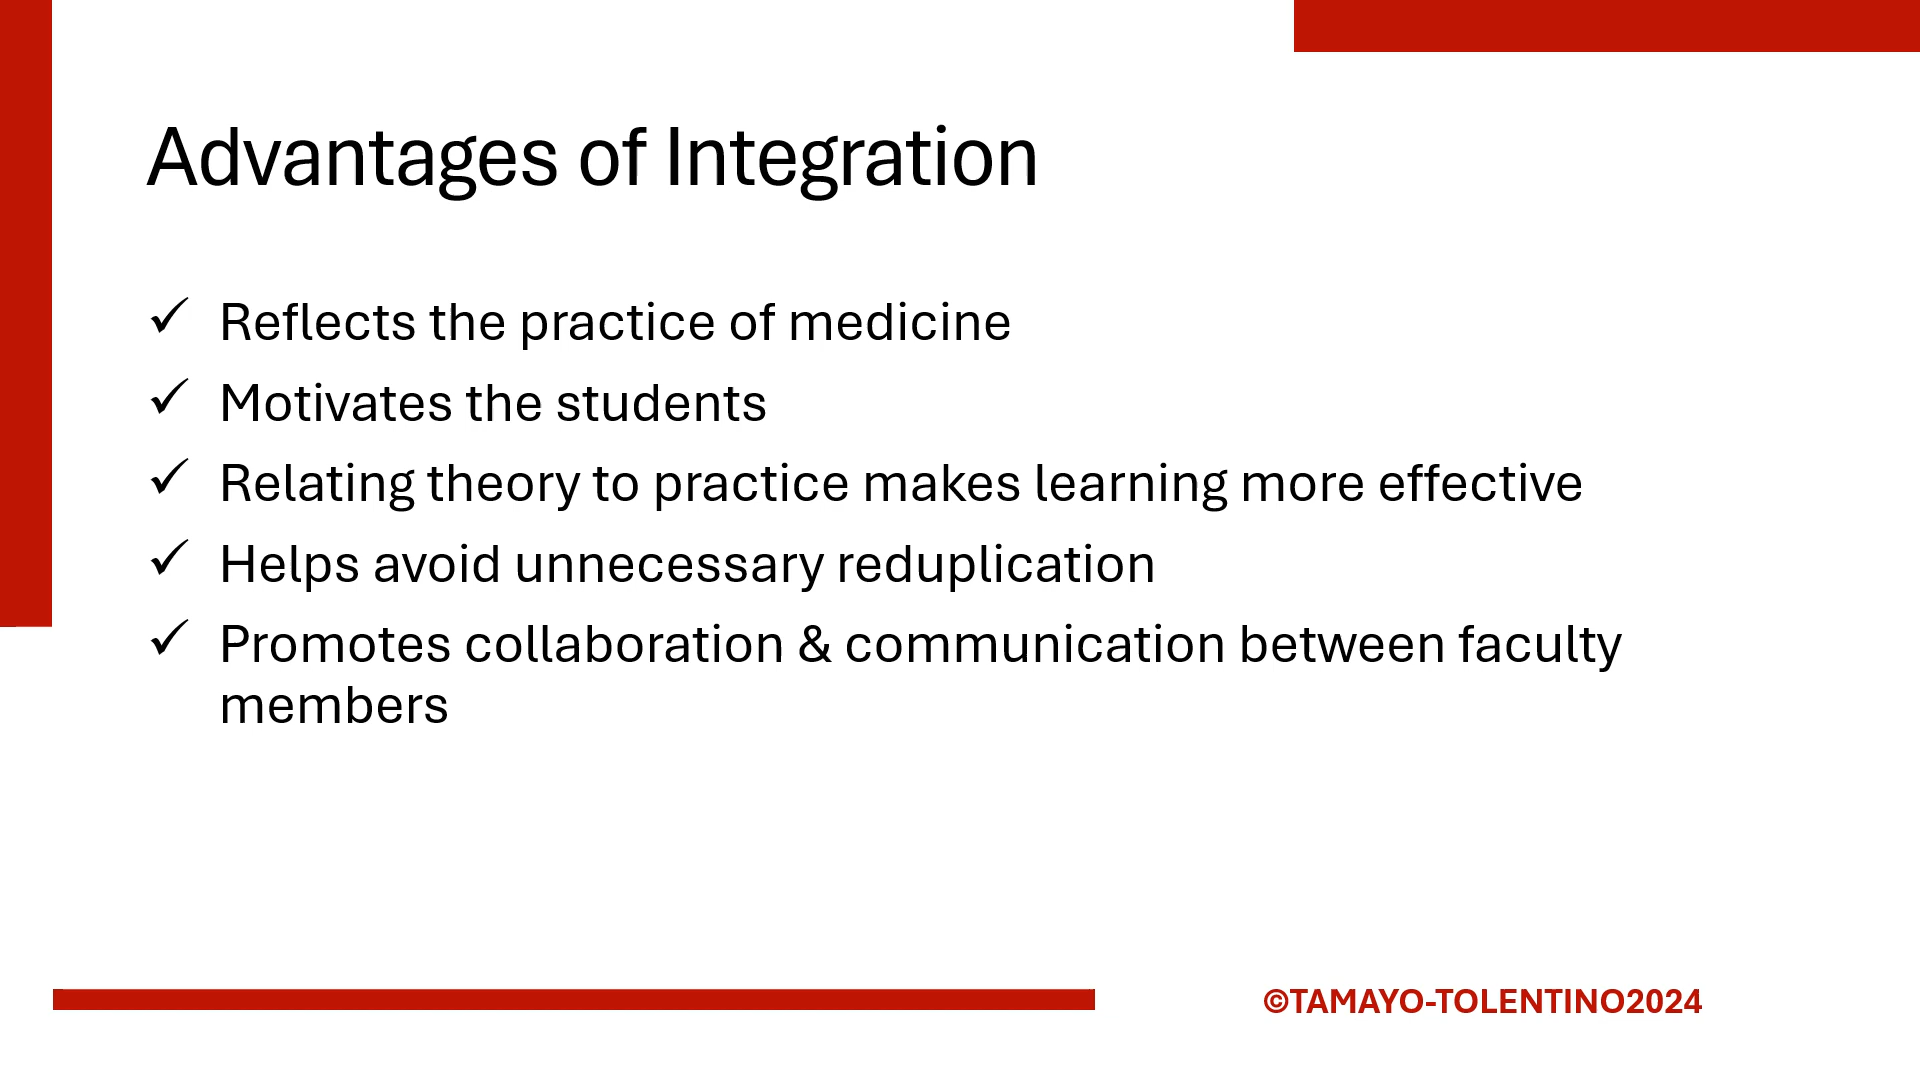 Advantages of Integration
✓ Reflects the practice of medicine
✓ Motivates the students
✓ Relating theory to practice makes learning more effective
✓ Helps avoid unnecessary reduplication
✓ Promotes collaboration & communication between faculty
members
©TAMAYO-TOLENTINO2024